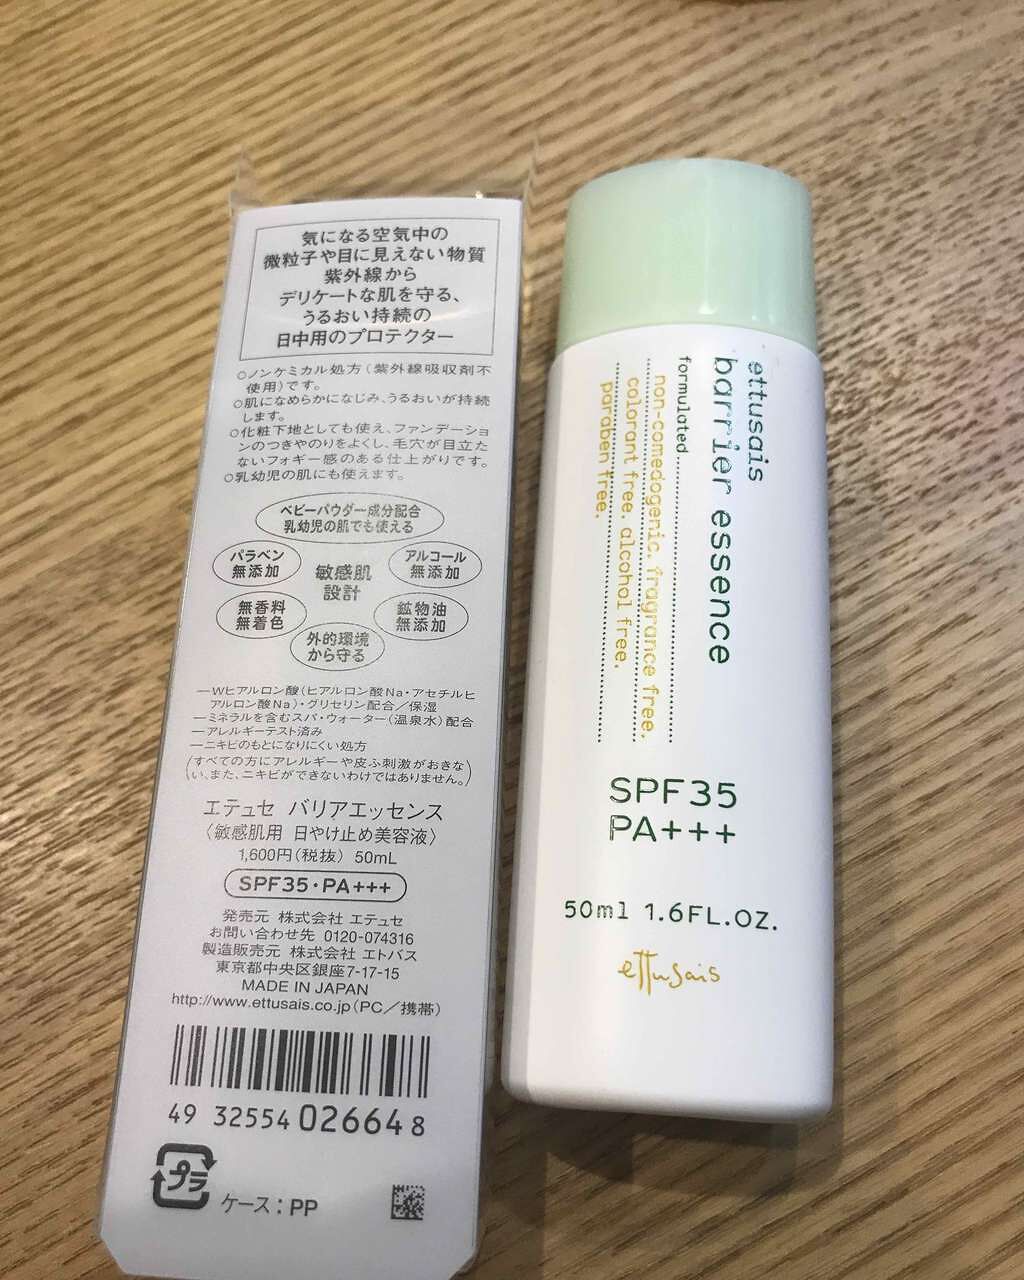 気になる空気中の
微粒子や目に見えない物質
紫外線から
デリケートな肌を守る、
うるおい持続の
日中用のプロテクター
○ノンケミカル処方（紫外線吸収剤不
使用）です。
○肌になめらかになじみ、うるおいが持続
します。
○化粧下地としても使え、ファンデーショ
ンのつきやのりをよくし、毛穴が目立た
ないフォギー感のある仕上がりです。
○乳幼児の肌にも使えます。
ベビーパウダー成分配合
乳幼児の肌でも使える
パラベン
無添加
敏感肌
設計
アルコール
無添加
無香料
無着色
鉱物油
無添加
外的環境
から守る
―Wヒアルロン酸（ヒアルロン酸Na・アセチルヒ
アルロン酸Na）・グリセリン配合／保湿
―ミネラルを含むスパ・ウォーター（温泉水）配合
―アレルギーテスト済み
―ニキビのもとになりにくい処方
（すべての方にアレルギーや皮ふ刺激がおきな
い、また、ニキビができないわけではありません。）
エテュセ バリアエッセンス
〈敏感肌用 日やけ止め美容液〉
1,600円（税抜） 50mL
SPF35・PA+++
発売元 株式会社 エテュセ
お問い合わせ先 0120-074316
製造販売元 株式会社 エトバス
東京都中央区銀座7-17-15
MADE IN JAPAN
http://www.ettusais.co.jp（PC／携帯）
49 32554 02664 8
プラ
ケース：PP
ettusais
barrier essence
formulated
non-comedogenic. fragrance free.
colorant free. alcohol free.
paraben free.
SPF35
PA+++
50ml 1.6FL.OZ.
ettusais